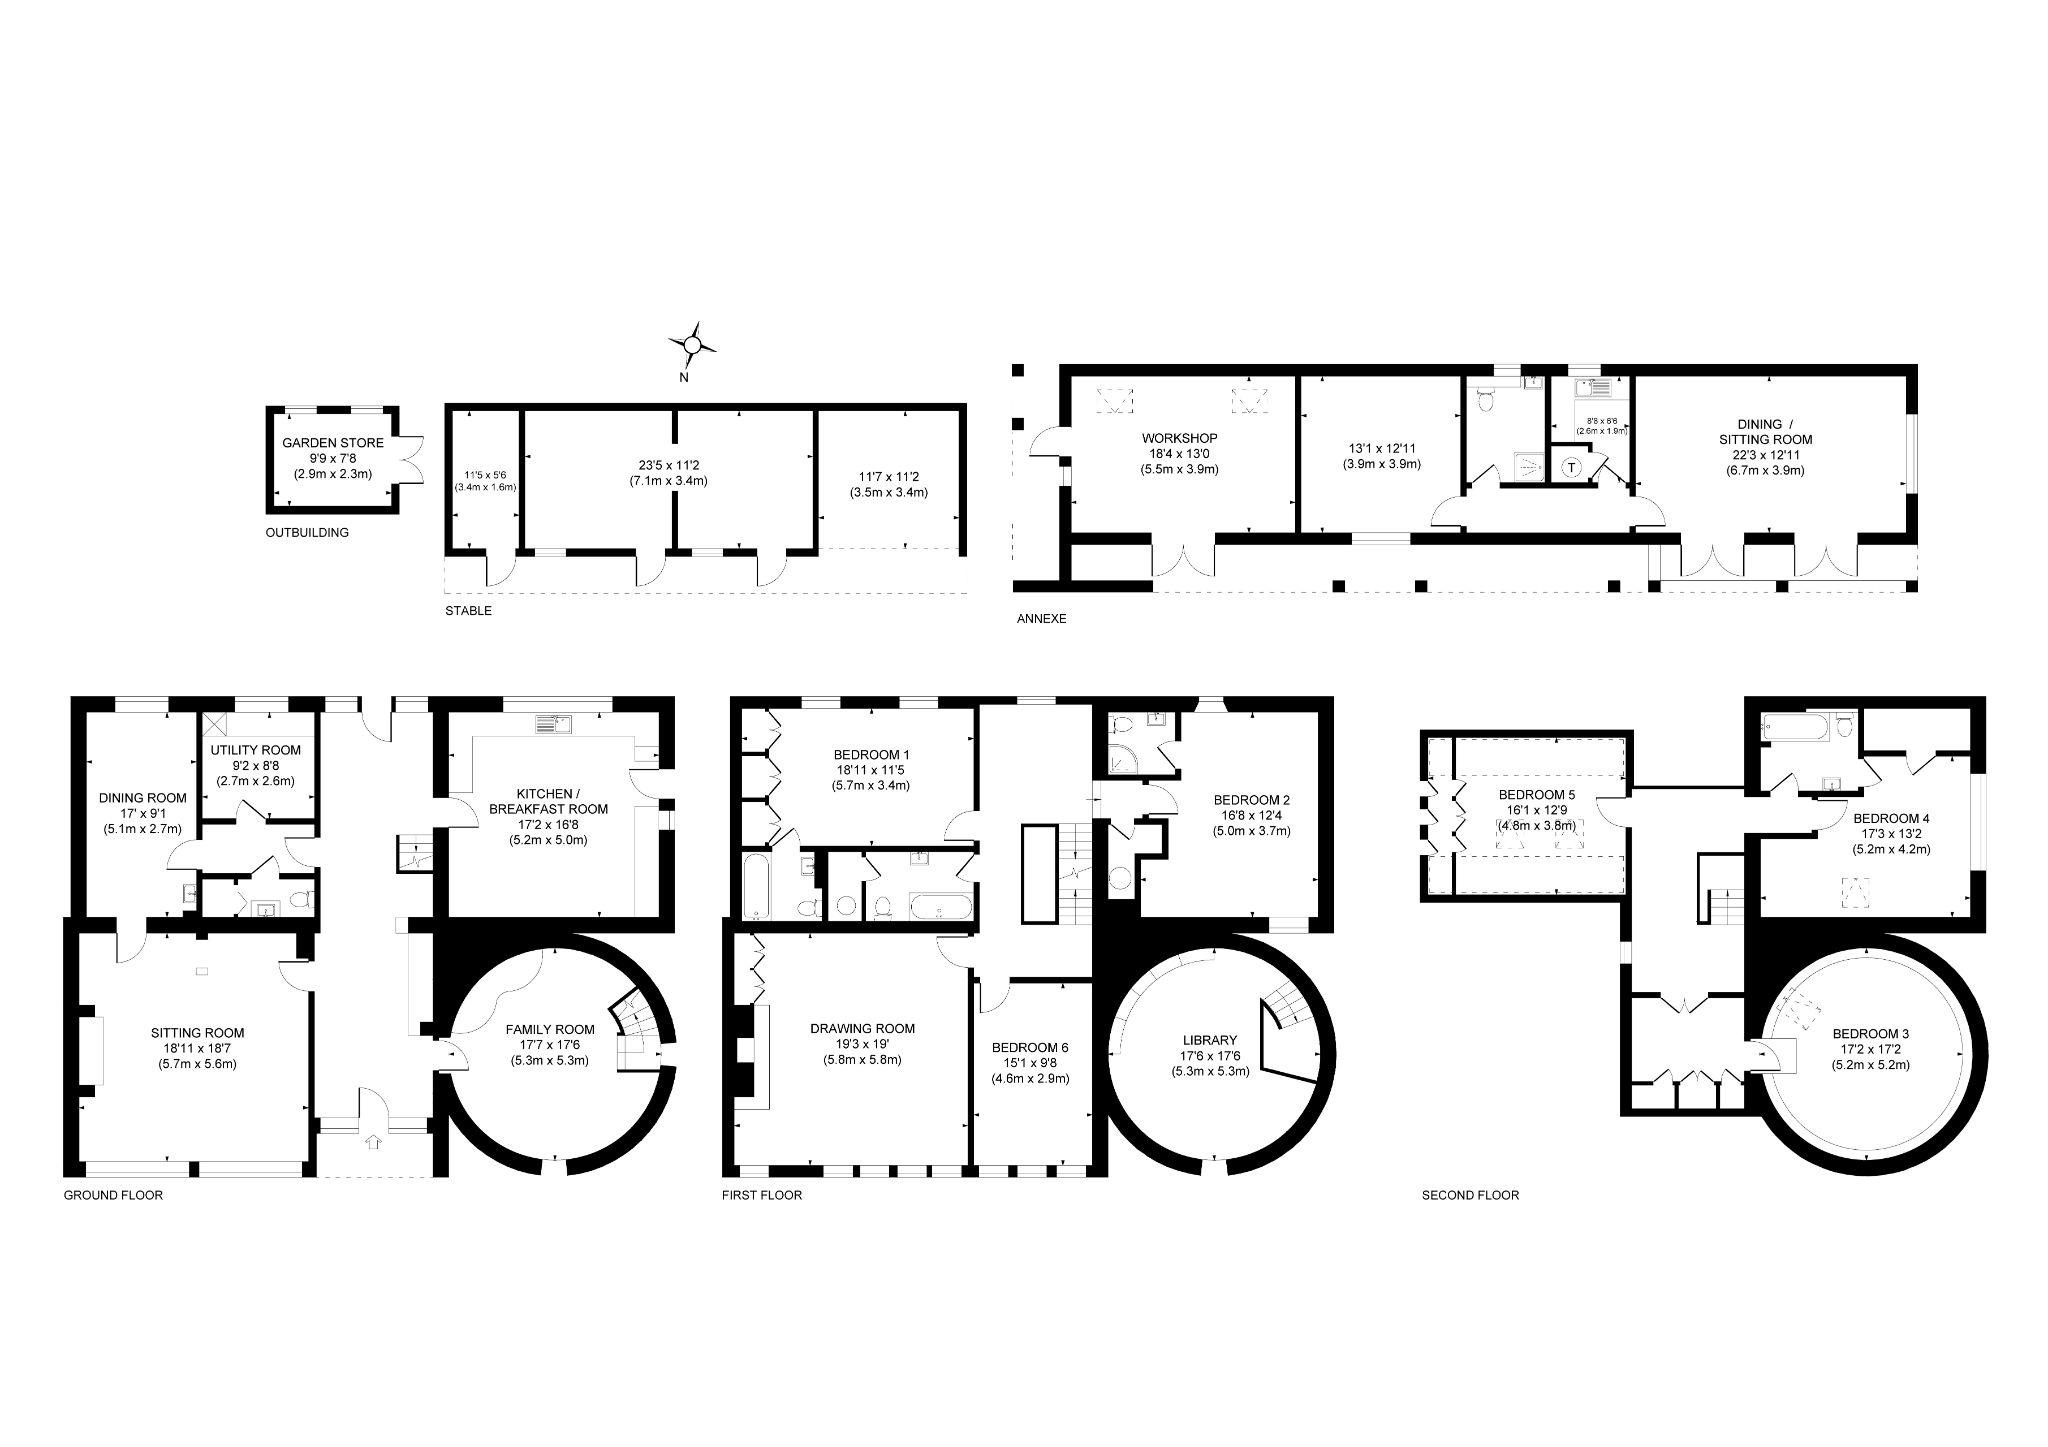 N
GARDEN STORE
9'9 x 7'8
(2.9m x 2.3m)
OUTBUILDING
11'5 x 5'6
(3.4m x 1.6m)
23'5 x 11'2
(7.1m x 3.4m)
11'7 x 11'2
(3.5m x 3.4m)
STABLE
WORKSHOP
18'4 x 13'0
(5.5m x 3.9m)
13'1 x 12'11
(3.9m x 3.9m)
8'8 x 6'6
(2.6m x 1.9m)
T
DINING /
SITTING ROOM
22'3 x 12'11
(6.7m x 3.9m)
ANNEXE
DINING ROOM
17' x 9'1
(5.1m x 2.7m)
UTILITY ROOM
9'2 x 8'8
(2.7m x 2.6m)
KITCHEN /
BREAKFAST ROOM
17'2 x 16'8
(5.2m x 5.0m)
SITTING ROOM
18'11 x 18'7
(5.7m x 5.6m)
FAMILY ROOM
17'7 x 17'6
(5.3m x 5.3m)
GROUND FLOOR
BEDROOM 1
18'11 x 11'5
(5.7m x 3.4m)
BEDROOM 2
16'8 x 12'4
(5.0m x 3.7m)
DRAWING ROOM
19'3 x 19'
(5.8m x 5.8m)
BEDROOM 6
15'1 x 9'8
(4.6m x 2.9m)
LIBRARY
17'6 x 17'6
(5.3m x 5.3m)
FIRST FLOOR
BEDROOM 5
16'1 x 12'9
(4.8m x 3.8m)
BEDROOM 4
17'3 x 13'2
(5.2m x 4.2m)
BEDROOM 3
17'2 x 17'2
(5.2m x 5.2m)
SECOND FLOOR